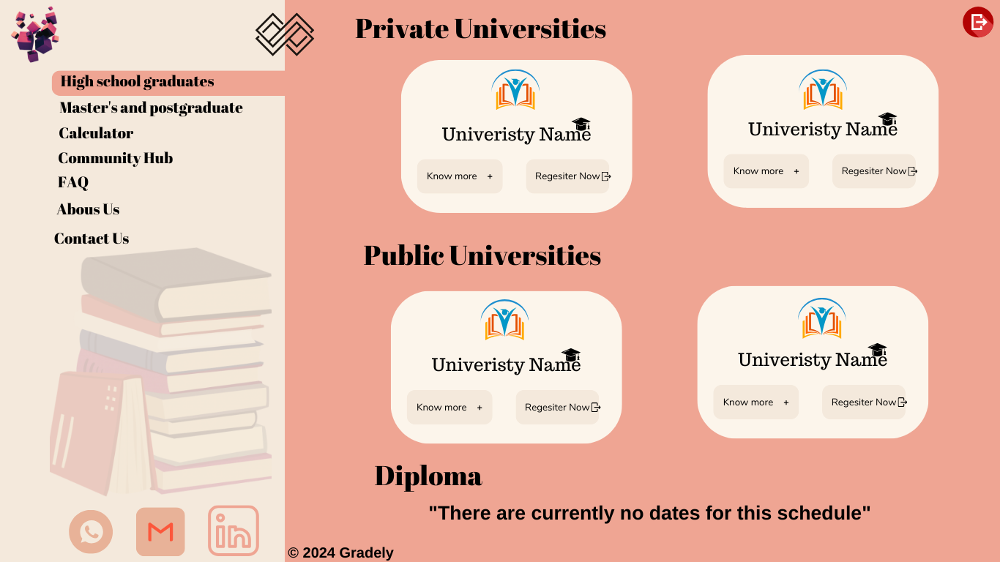 High school graduates
Master's and postgraduate
Calculator
Community Hub
FAQ
Abous Us
Contact Us
Private Universities
Univeristy Name
Know more +
Regesiter Now
Univeristy Name
Know more +
Regesiter Now
Public Universities
Univeristy Name
Know more +
Regesiter Now
Univeristy Name
Know more +
Regesiter Now
Diploma
"There are currently no dates for this schedule"
© 2024 Gradely